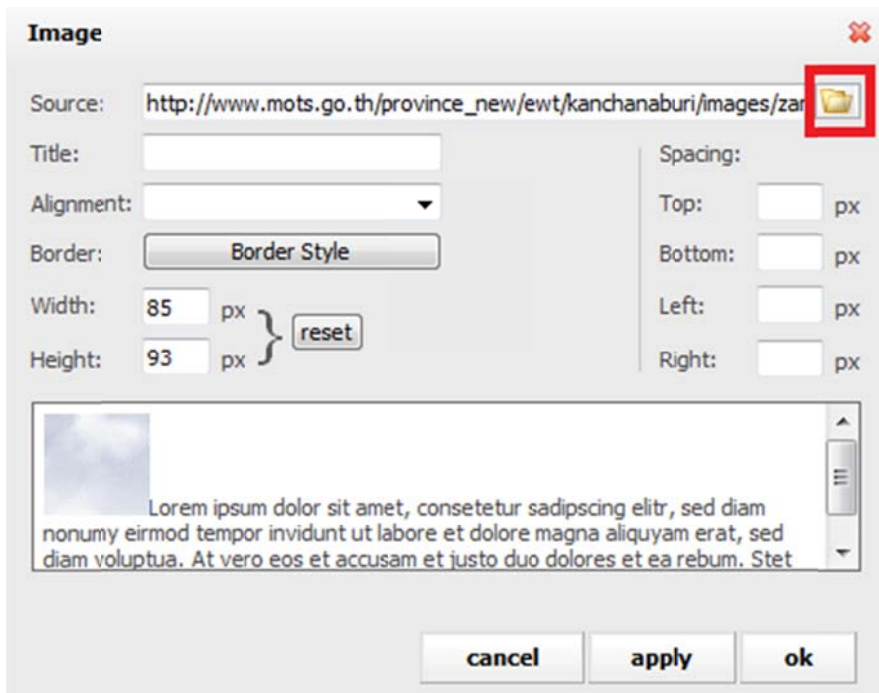 Image
Source: http://www.mots.go.th/province_new/ewt/kanchanaburi/images/zar
Title:
Spacing:
Alignment:
Top: px
Border: Border Style
Bottom: px
Width: 85 px
reset
Left: px
Height: 93 px
Right: px
Lorem ipsum dolor sit amet, consetetur sadipscing elitr, sed diam
nonumy eirmod tempor invidunt ut labore et dolore magna aliquyam erat, sed
diam voluptua. At vero eos et accusam et justo duo dolores et ea rebum. Stet
cancel apply ok